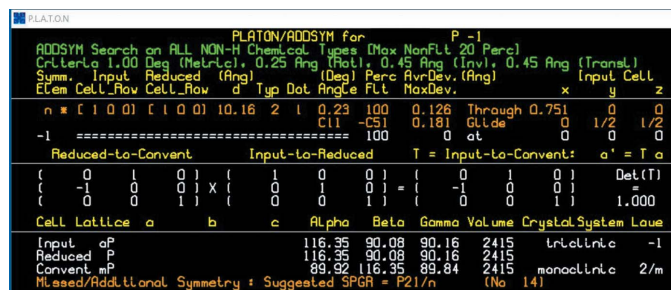 P.L.A.T.O.N
PLATON/ADDSYM for P -1
ADDSYM Search on ALL NON-H Chemical Types [Max NonFit 20 Perc]
Criteria 1.00 Deg (Metric), 0.25 Ang (Rot), 0.45 Ang (Inv), 0.45 Ang (Transl)
Symm. Input Reduced (Ang) (Deg) Perc AvrDev.(Ang) Input Cell
Elem Cell_Row Cell_Row d Typ Dot Angle Fit MaxDev. x y z
n * [ 1 0 0] [ 1 0 0] 10.16 2 1 0.23 100 0.126 Through 0.751 0 0
Cl1 -C51 0.181 Glide 0 1/2 1/2
-1 =================================== 100 0 at 0 0 0
Reduced-to-Convent Input-to-Reduced T = Input-to-Convent: a' = T a
( 0 1 0 ) ( 1 0 0 ) ( 0 1 0 ) Det(T)
( -1 0 0 ) X ( 0 1 0 ) = ( -1 0 0 ) =
( 0 0 1 ) ( 0 0 1 ) ( 0 0 1 ) 1.000
Cell Lattice a b c Alpha Beta Gamma Volume CrystalSystem Laue
Input aP 116.35 90.08 90.16 2415 triclinic -1
Reduced P 116.35 90.08 90.16 2415
Convent mP 89.92 116.35 89.84 2415 monoclinic 2/m
Missed/Additional Symmetry : Suggested SPGR = P21/n (No 14)